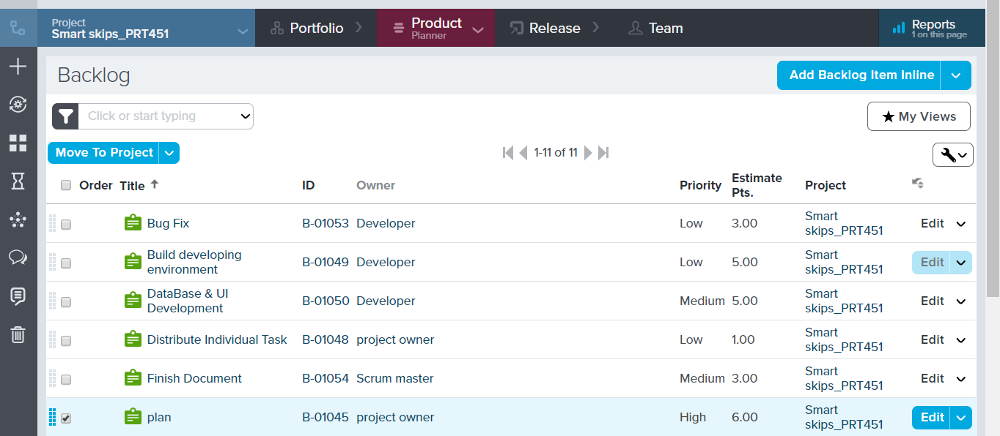 Project
Smart skips_PRT451
Portfolio
Product
Planner
Release
Team
Reports
1 on this page
Backlog
Add Backlog Item Inline
Click or start typing
★ My Views
Move To Project
1-11 of 11
Order Title ↑ ID Owner Priority Estimate Pts. Project
Bug Fix B-01053 Developer Low 3.00 Smart skips_PRT451 Edit
Build developing environment B-01049 Developer Low 5.00 Smart skips_PRT451 Edit
DataBase & UI Development B-01050 Developer Medium 5.00 Smart skips_PRT451 Edit
Distribute Individual Task B-01048 project owner Low 1.00 Smart skips_PRT451 Edit
Finish Document B-01054 Scrum master Medium 3.00 Smart skips_PRT451 Edit
plan B-01045 project owner High 6.00 Smart skips_PRT451 Edit